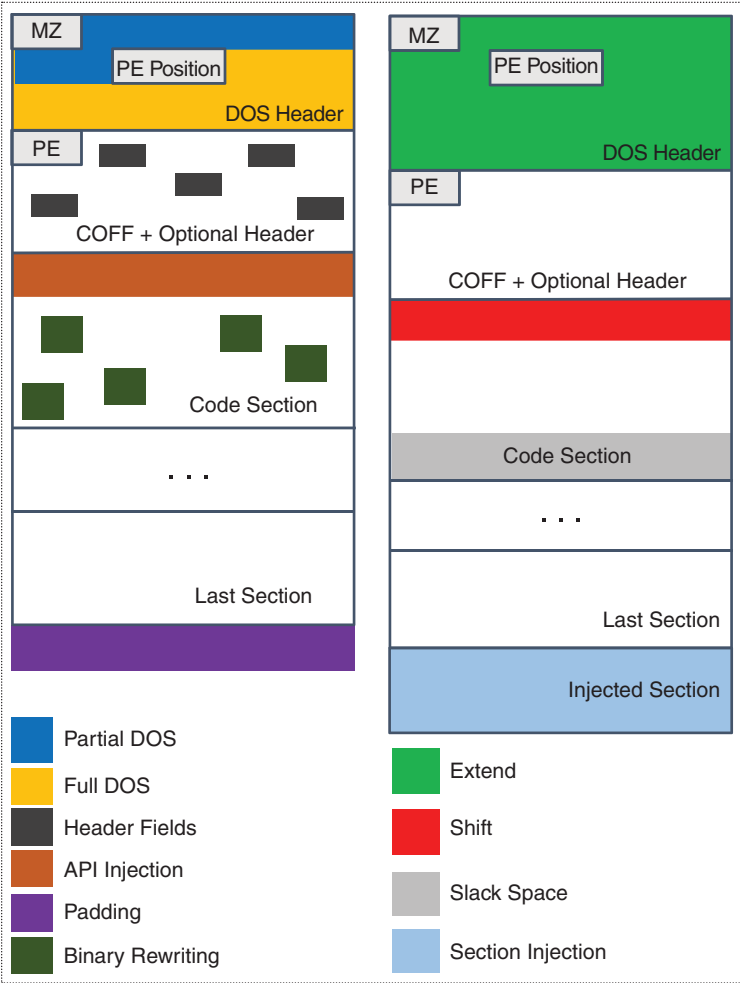 MZ
PE Position
DOS Header
PE
COFF + Optional Header
Code Section
. . .
Last Section
Partial DOS
Full DOS
Header Fields
API Injection
Padding
Binary Rewriting
MZ
PE Position
DOS Header
PE
COFF + Optional Header
Code Section
. . .
Last Section
Injected Section
Extend
Shift
Slack Space
Section Injection